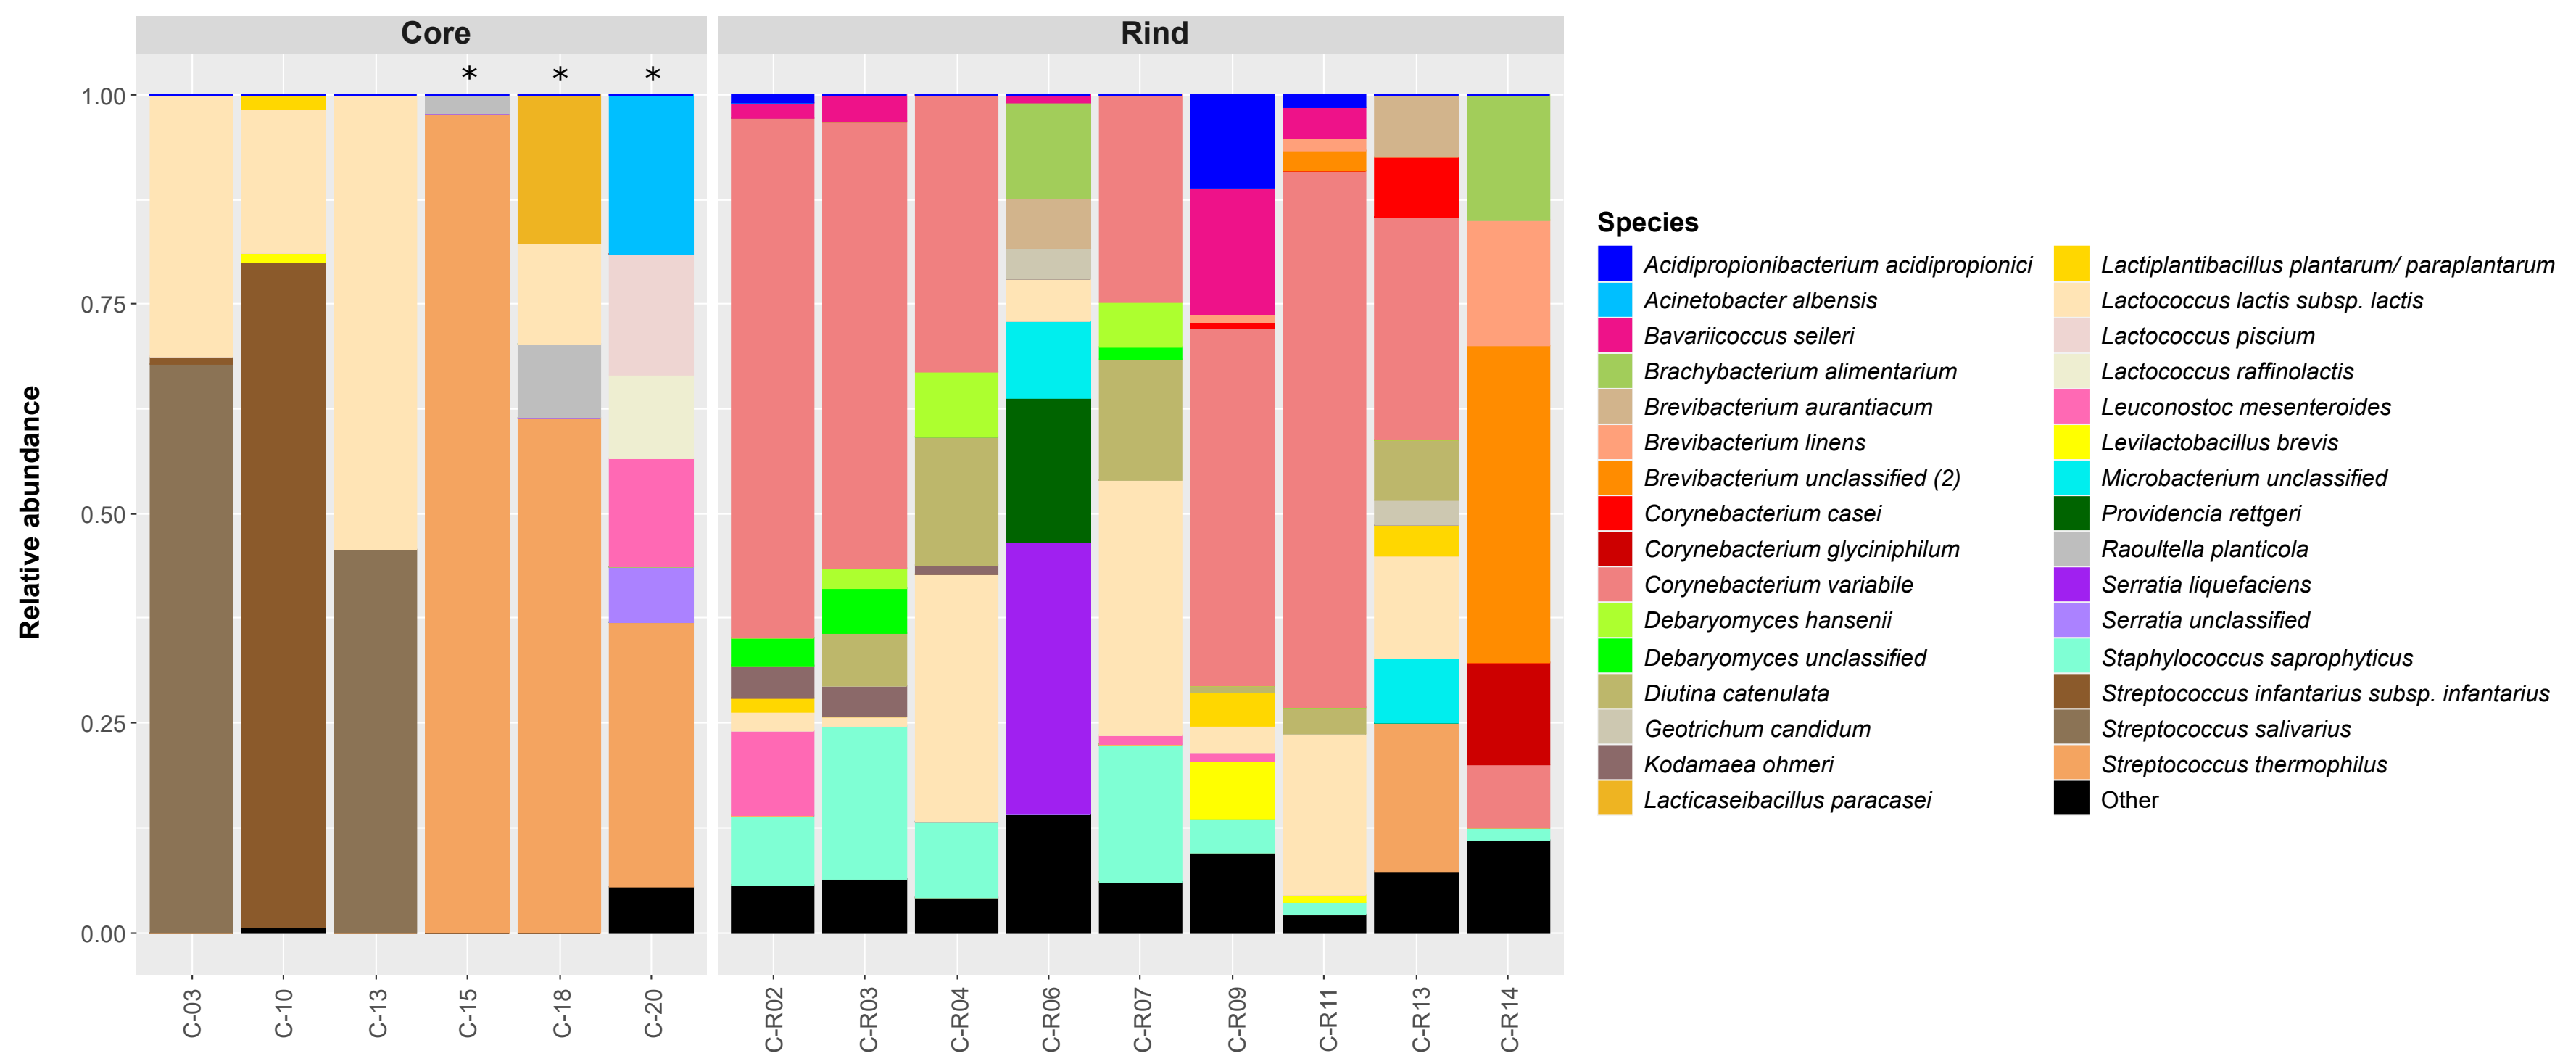 Core
Rind
* * *
Relative abundance
1.00
0.75
0.50
0.25
0.00
C-03
C-10
C-13
C-15
C-18
C-20
C-R02
C-R03
C-R04
C-R06
C-R07
C-R09
C-R11
C-R13
C-R14
Species
Acidipropionibacterium acidipropionici
Acinetobacter albensis
Bavariicoccus seileri
Brachybacterium alimentarium
Brevibacterium aurantiacum
Brevibacterium linens
Brevibacterium unclassified (2)
Corynebacterium casei
Corynebacterium glyciniphilum
Corynebacterium variabile
Debaryomyces hansenii
Debaryomyces unclassified
Diutina catenulata
Geotrichum candidum
Kodamaea ohmeri
Lacticaseibacillus paracasei
Lactiplantibacillus plantarum/ paraplantarum
Lactococcus lactis subsp. lactis
Lactococcus piscium
Lactococcus raffinolactis
Leuconostoc mesenteroides
Levilactobacillus brevis
Microbacterium unclassified
Providencia rettgeri
Raoultella planticola
Serratia liquefaciens
Serratia unclassified
Staphylococcus saprophyticus
Streptococcus infantarius subsp. infantarius
Streptococcus salivarius
Streptococcus thermophilus
Other